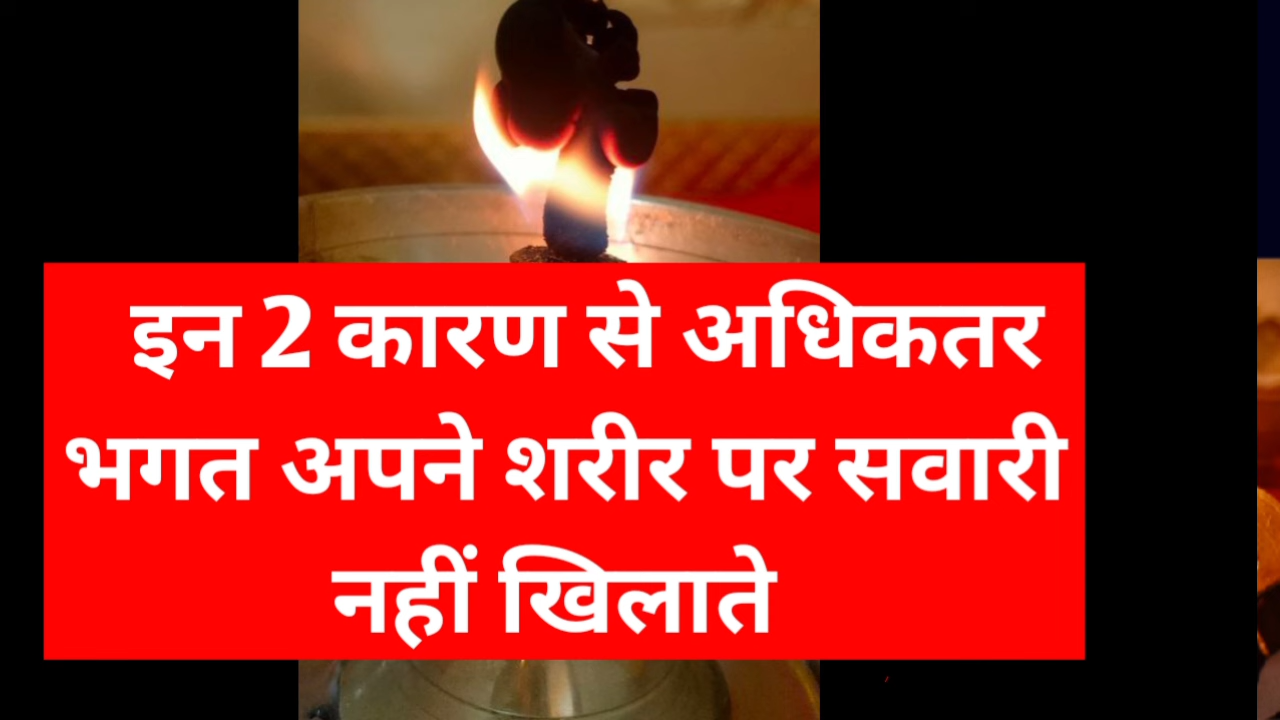 इन 2 कारण से अधिकतर
भगत अपने शरीर पर सवारी
नहीं खिलाते